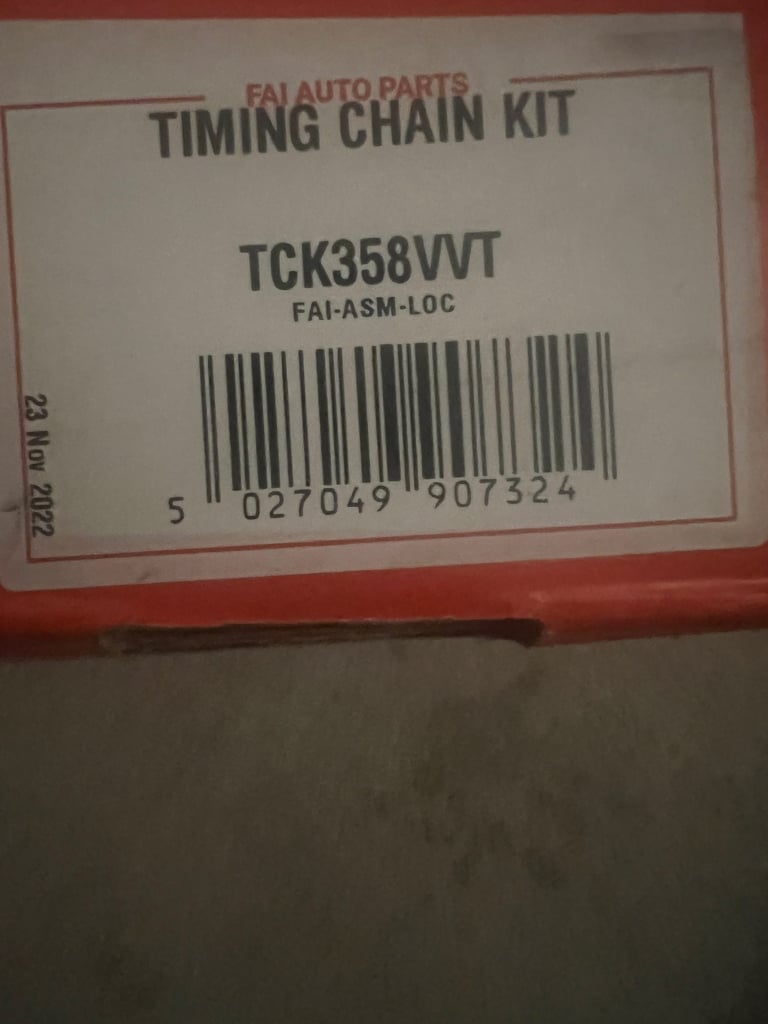 FAI AUTO PARTS
TIMING CHAIN KIT
TCK358VVT
FAI-ASM-LOC
5 027049 907324
23 Nov 2022